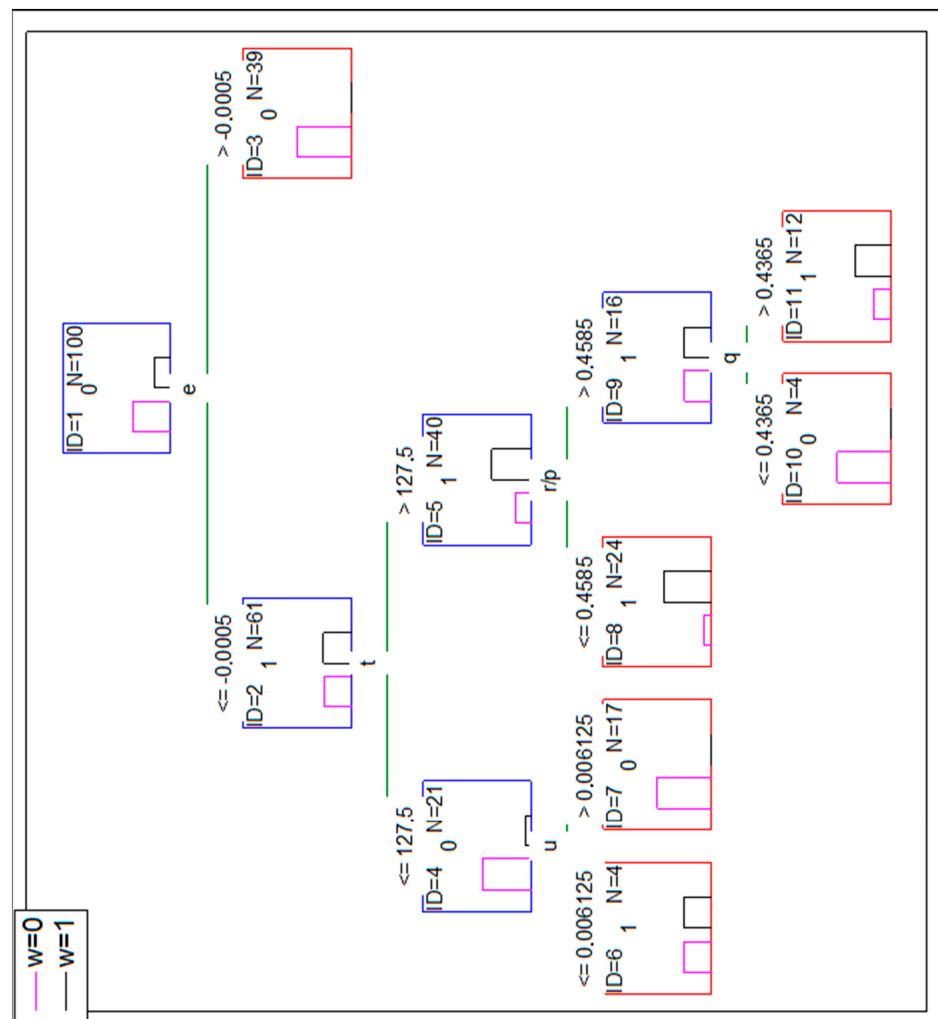 w=0
w=1
ID=1 N=100
0
e
<= -0.0005
> -0.0005
ID=2 N=61
1
t
ID=3 N=39
0
<= 127.5
> 127.5
ID=4 N=21
0
u
ID=5 N=40
1
r/p
<= 0.006125
> 0.006125
<= 0.4585
> 0.4585
ID=6 N=4
1
ID=7 N=17
0
ID=8 N=24
1
ID=9 N=16
1
q
<= 0.4365
> 0.4365
ID=10 N=4
0
ID=11 N=12
1